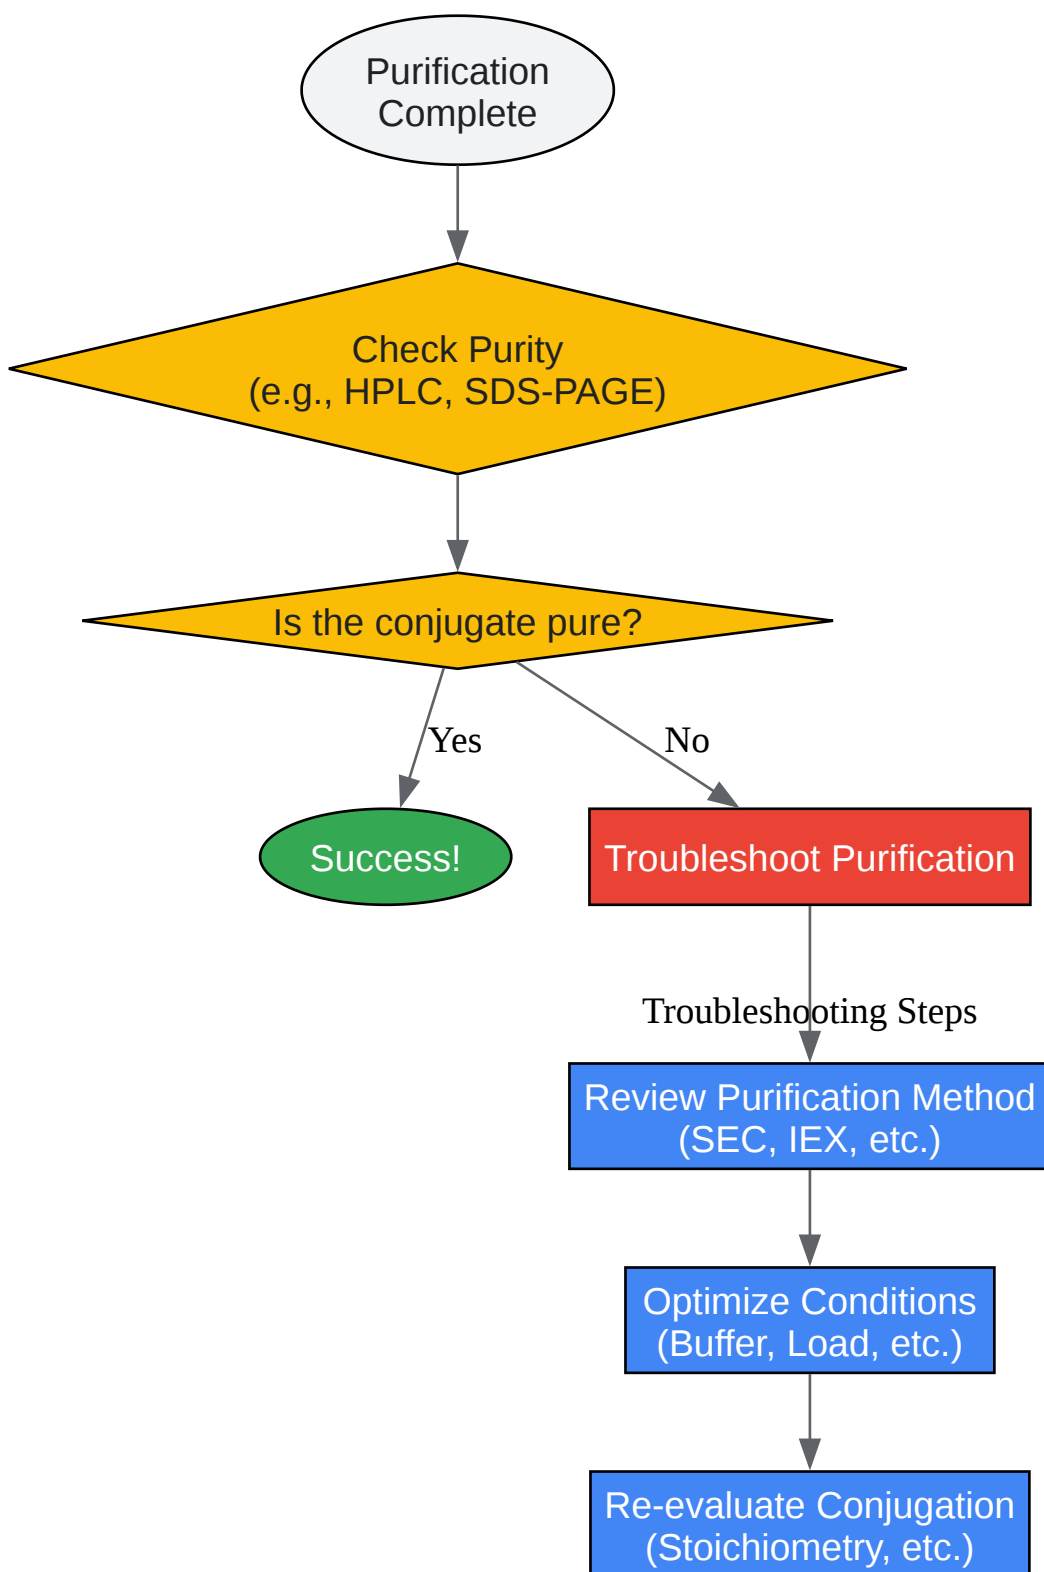 Purification
Complete
Check Purity
(e.g., HPLC, SDS-PAGE)
Is the conjugate pure?
Yes
No
Success!
Troubleshoot Purification
Troubleshooting Steps
Review Purification Method
(SEC, IEX, etc.)
Optimize Conditions
(Buffer, Load, etc.)
Re-evaluate Conjugation
(Stoichiometry, etc.)